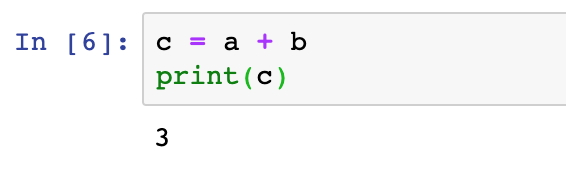 In [6]: c = a + b
print(c)
3